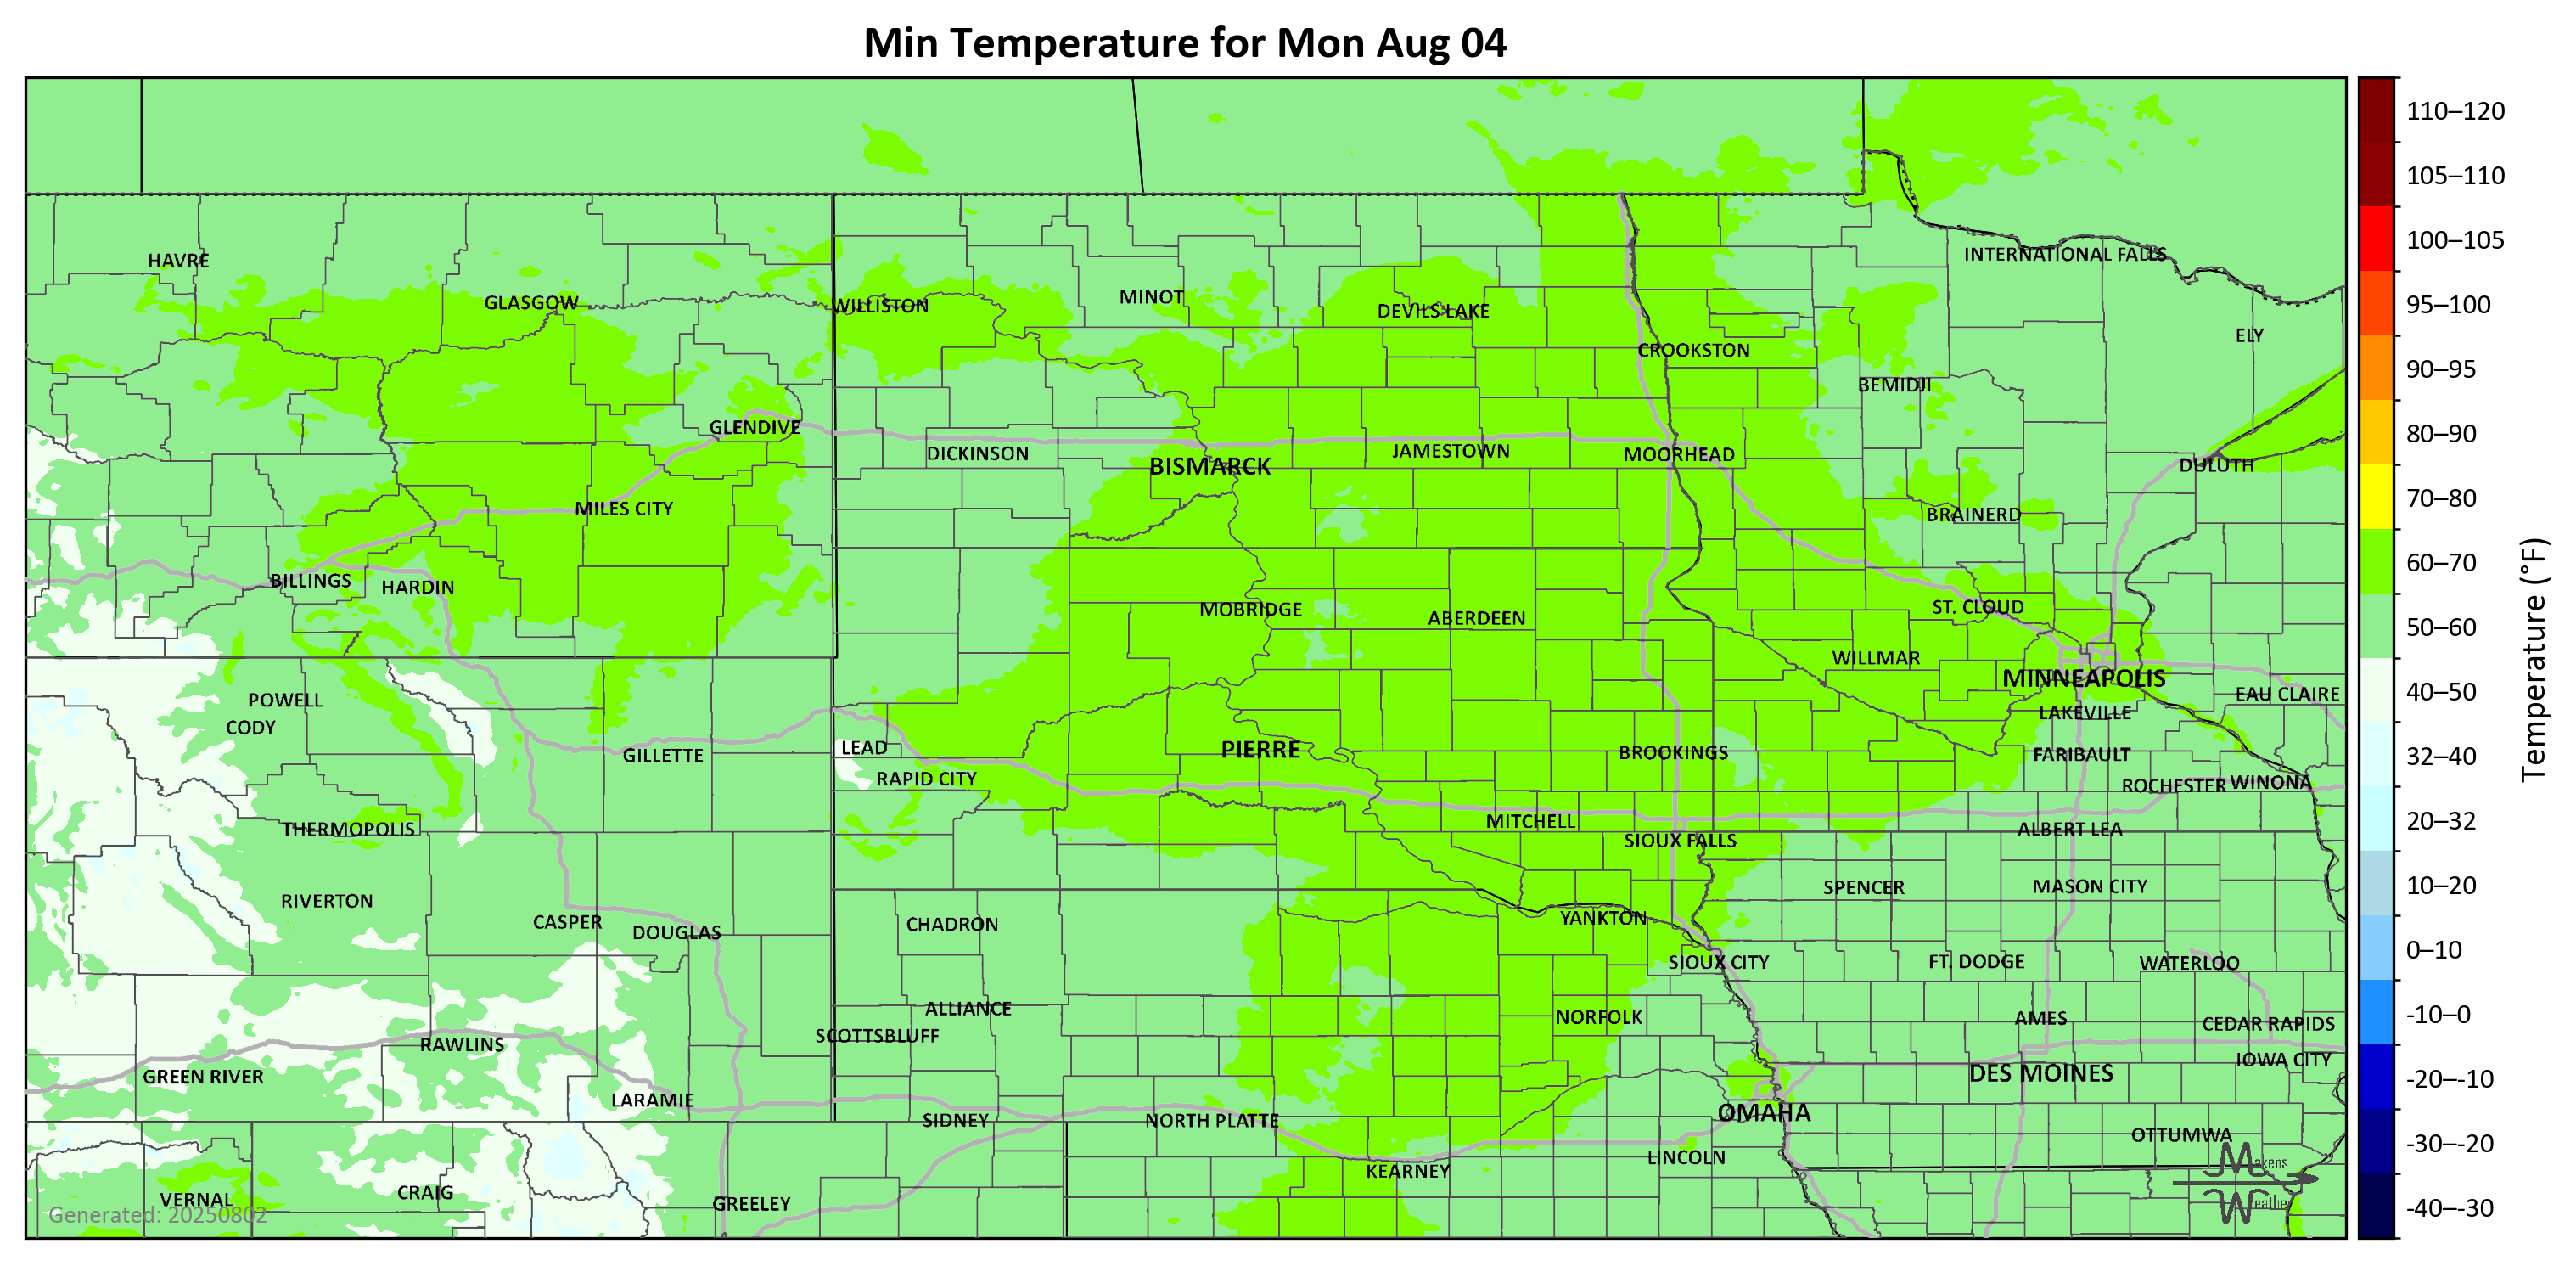 Min Temperature for Mon Aug 04
110–120
105–110
100–105
95–100
90–95
80–90
70–80
60–70
50–60
40–50
32–40
20–32
10–20
0–10
-10–0
-20–-10
-30–-20
-40–-30
Temperature (°F)
HAVRE
GLASGOW
WILLISTON
MINOT
DEVILS LAKE
INTERNATIONAL FALLS
ELY
CROOKSTON
BEMIDJI
GLENDIVE
DICKINSON
BISMARCK
JAMESTOWN
MOORHEAD
DULUTH
MILES CITY
BRAINERD
BILLINGS
HARDIN
MOBRIDGE
ABERDEEN
ST. CLOUD
WILLMAR
MINNEAPOLIS
EAU CLAIRE
POWELL
CODY
LAKEVILLE
GILLETTE
LEAD
PIERRE
BROOKINGS
FARIBAULT
RAPID CITY
ROCHESTER
WINONA
THERMOPOLIS
MITCHELL
SIOUX FALLS
ALBERT LEA
RIVERTON
SPENCER
MASON CITY
CASPER
DOUGLAS
CHADRON
YANKTON
SIOUX CITY
FT. DODGE
WATERLOO
ALLIANCE
NORFOLK
AMES
CEDAR RAPIDS
SCOTTSBLUFF
RAWLINS
IOWA CITY
GREEN RIVER
DES MOINES
LARAMIE
SIDNEY
NORTH PLATTE
OMAHA
OTTUMWA
KEARNEY
LINCOLN
VERNAL
CRAIG
GREELEY
Generated: 20250802
Makens
Weather